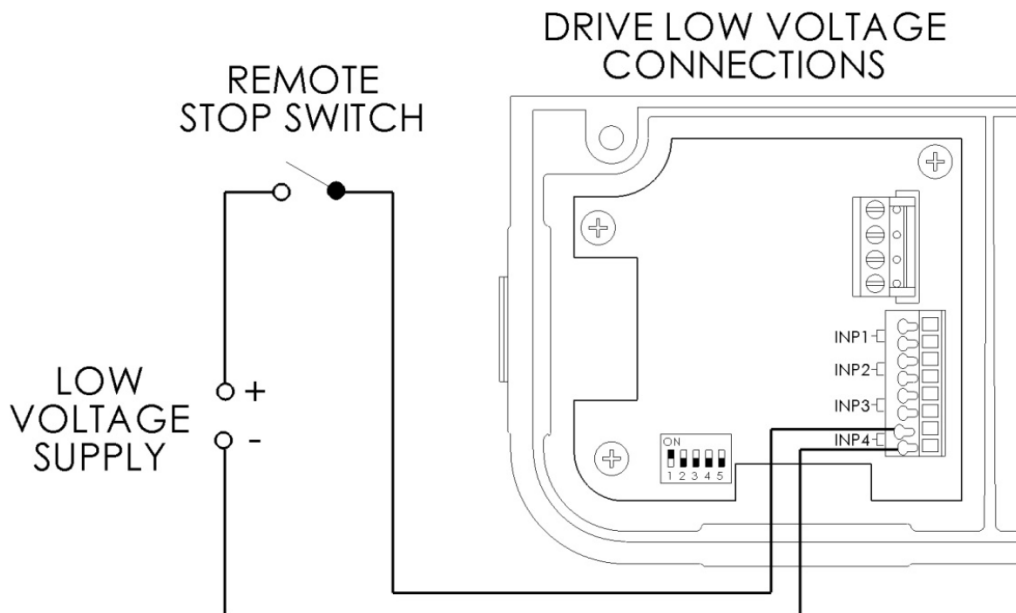 DRIVE LOW VOLTAGE
CONNECTIONS
REMOTE
STOP SWITCH
LOW
VOLTAGE
SUPPLY
+
-
INP1
INP2
INP3
INP4
ON
1 2 3 4 5